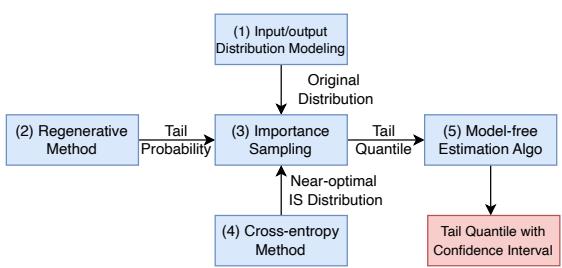 (1) Input/output
Distribution Modeling
Original
Distribution
(2) Regenerative
Method
Tail
Probability
(3) Importance
Sampling
Tail
Quantile
(5) Model-free
Estimation Algo
Near-optimal
IS Distribution
(4) Cross-entropy
Method
Tail Quantile with
Confidence Interval